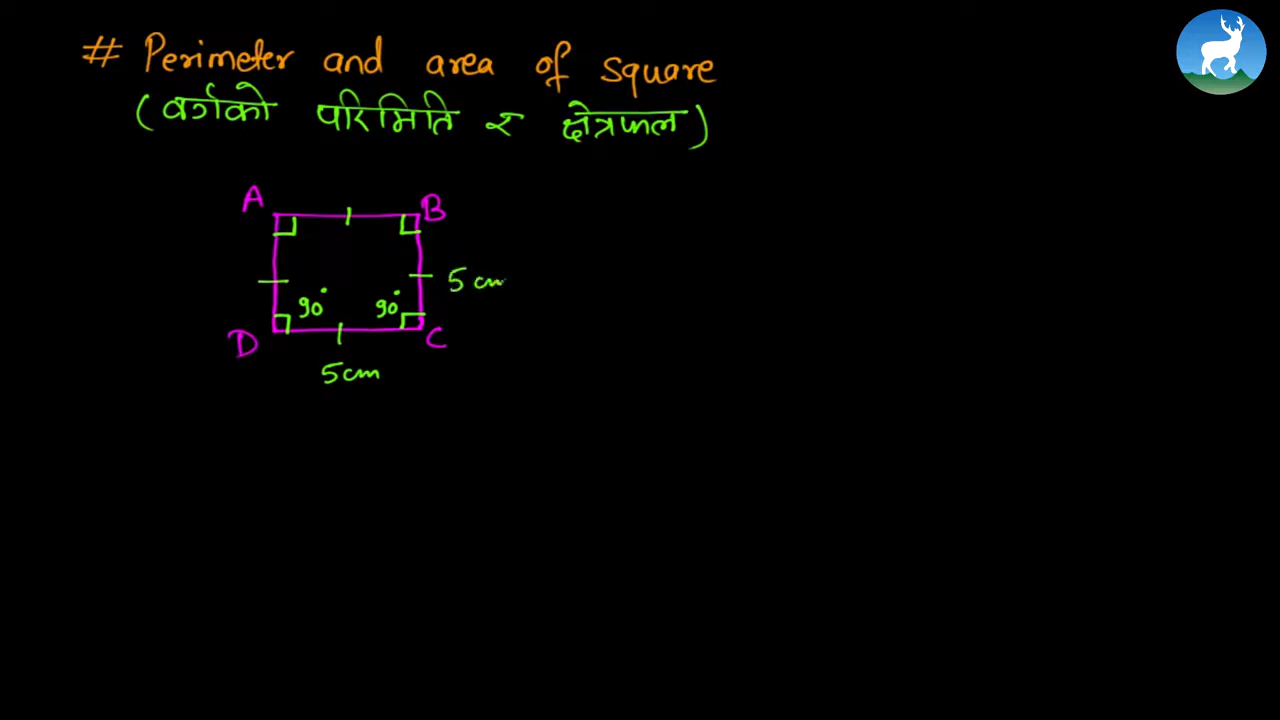 # Perimeter and area of square
(वर्गको परिमिति र क्षेत्रफल)
A B
5 cm
90° 90°
D C
5cm